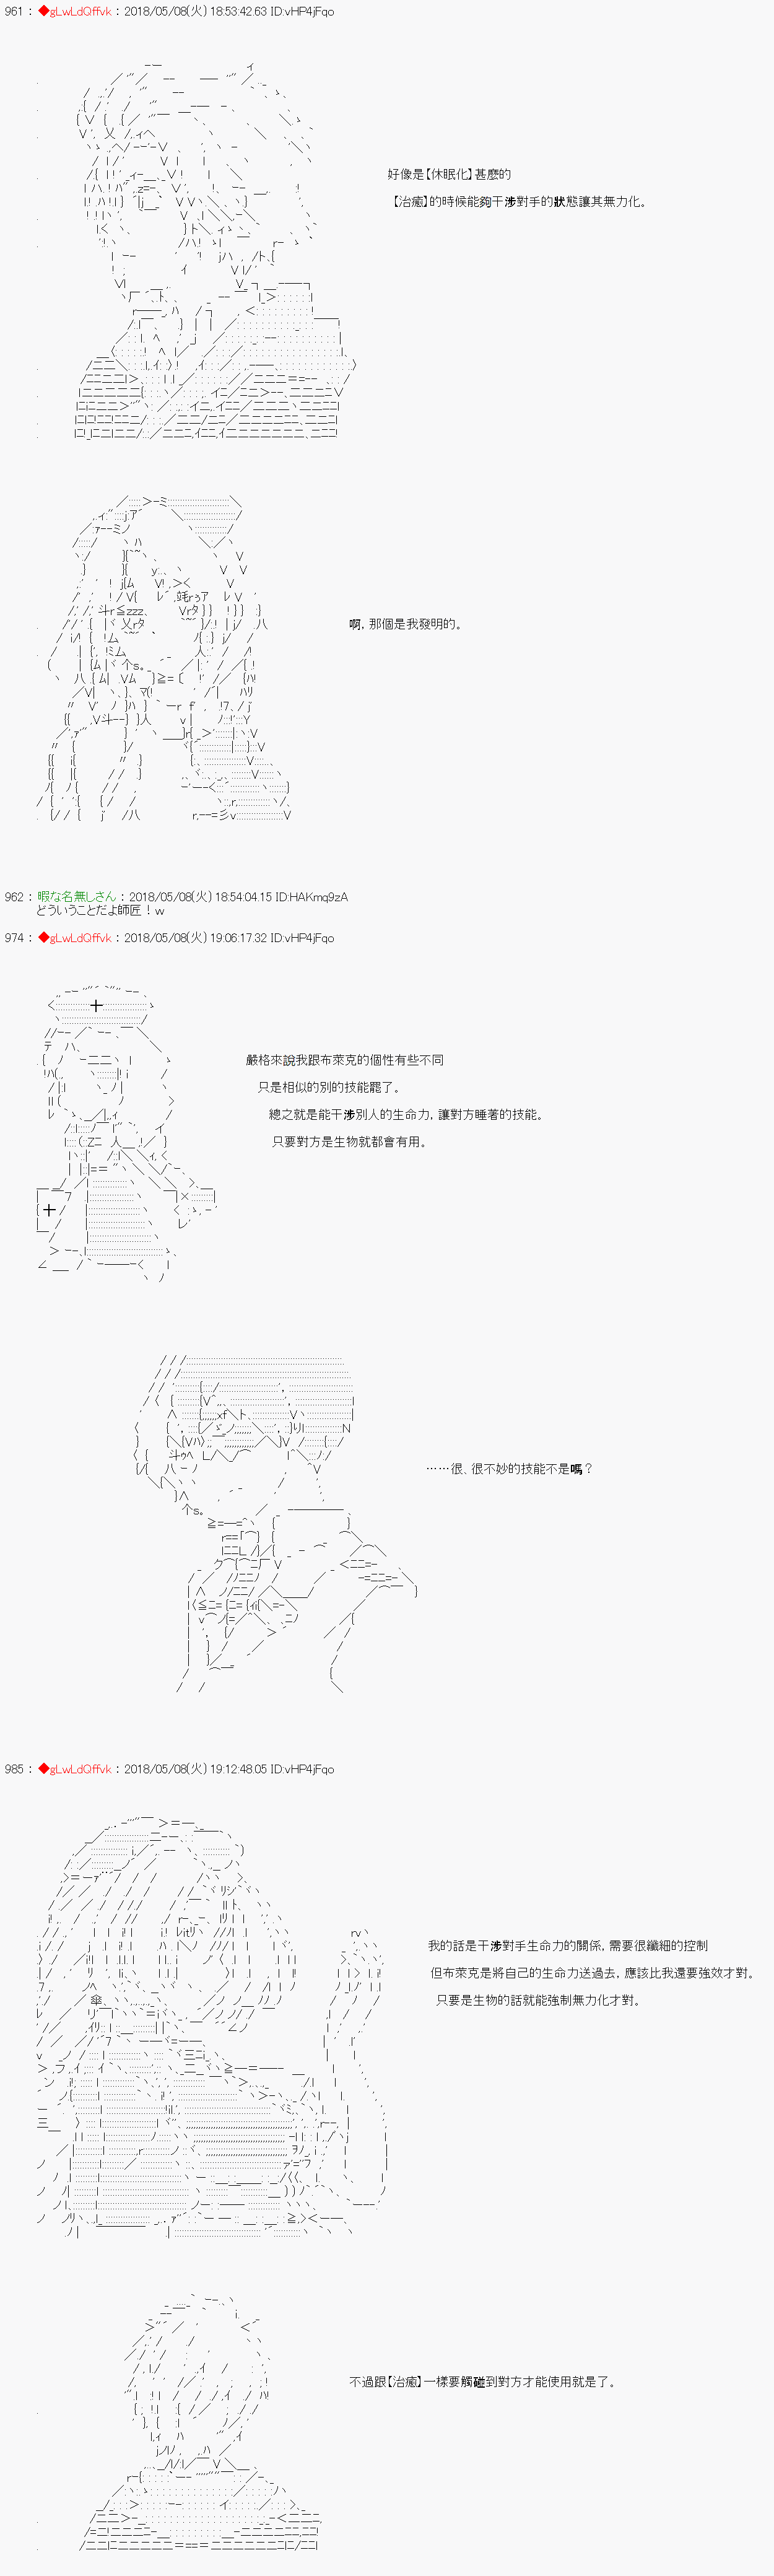 961 : ◆gLwLdQffvk : 2018/05/08(火) 18:53:42.63 ID:vHP4jFqo
好像是【休眠化】甚麼的
【治癒】的時候能夠干涉對手的狀態讓其無力化。
啊,那個是我發明的。
962 : 暇な名無しさん : 2018/05/08(火) 18:54:04.15 ID:HAKmq9zA
どういうことだよ師匠!w
974 : ◆gLwLdQffvk : 2018/05/08(火) 19:06:17.32 ID:vHP4jFqo
嚴格來說我跟布萊克的個性有些不同
只是相似的別的技能罷了。
總之就是能干涉別人的生命力,讓對方睡著的技能。
只要對方是生物就都會有用。
……很、很不妙的技能不是嗎?
985 : ◆gLwLdQffvk : 2018/05/08(火) 19:12:48.05 ID:vHP4jFqo
我的話是干涉對手生命力的關係,需要很纖細的控制
但布萊克是將自己的生命力送過去,應該比我還要強效才對。
只要是生物的話就能強制無力化才對。
不過跟【治癒】一樣要觸碰到對方才能使用就是了。